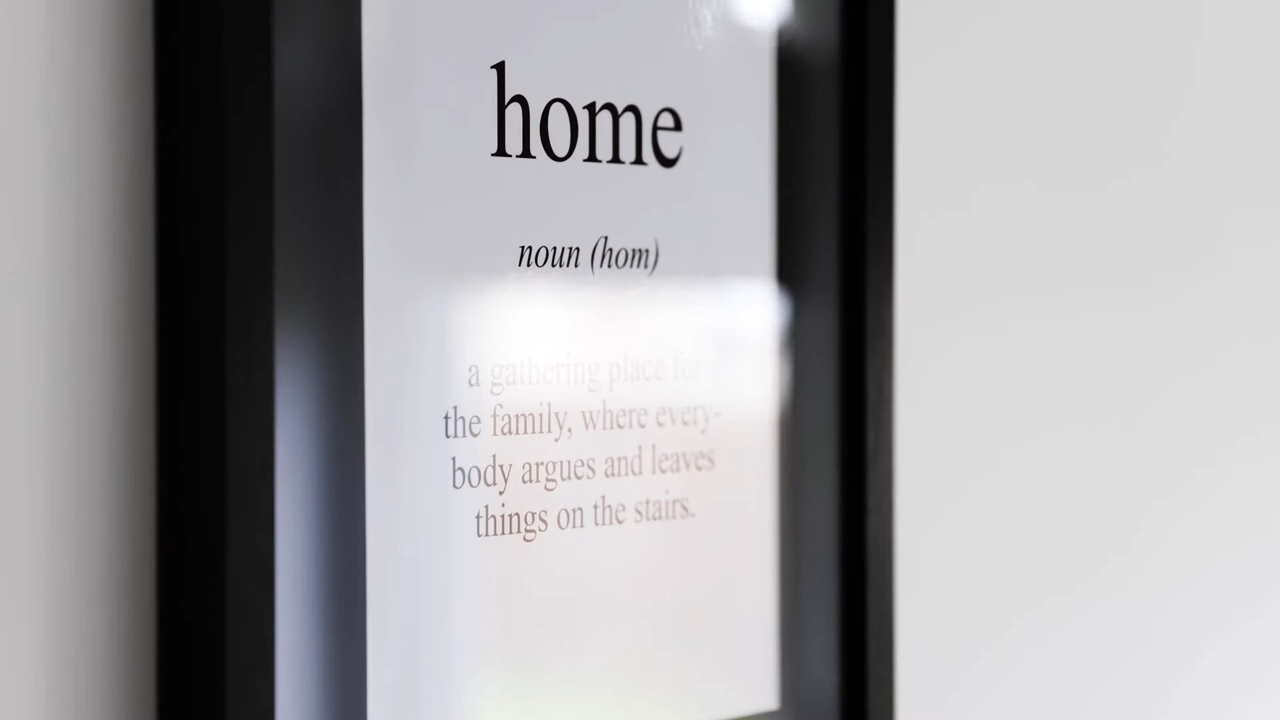 home
noun (hom)
a gathering place for
the family, where every-
body argues and leaves
things on the stairs.